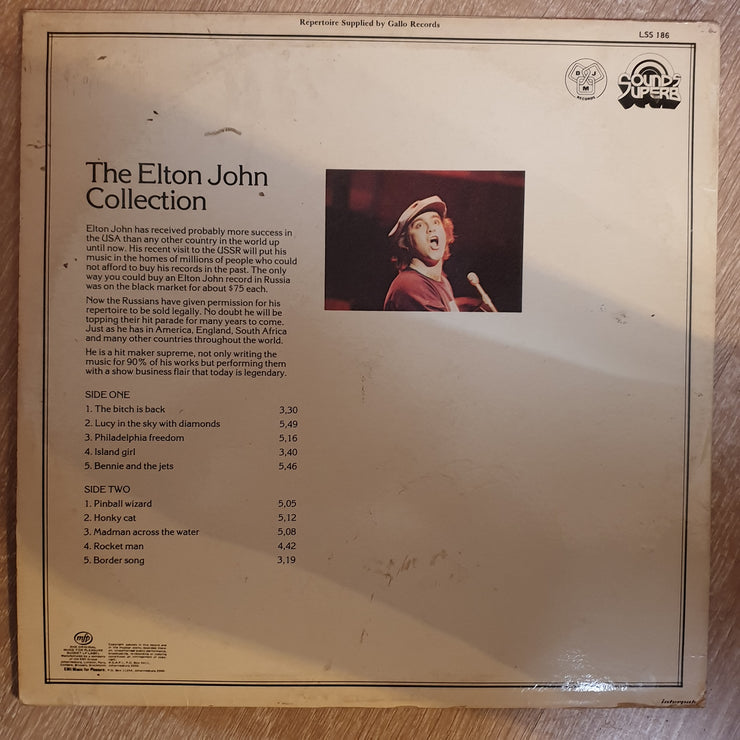 Repertoire Supplied by Gallo Records
LSS 186
B J M
RECORDS
SOUNDS
SUPERB
The Elton John
Collection
Elton John has received probably more success in
the USA than any other country in the world up
until now. His recent visit to the USSR will put his
music in the homes of millions of people who could
not afford to buy his records in the past. The only
way you could buy an Elton John record in Russia
was on the black market for about $75 each.
Now the Russians have given permission for his
repertoire to be sold legally. No doubt he will be
topping their hit parade for many years to come.
Just as he has in America, England, South Africa
and many other countries throughout the world.
He is a hit maker supreme, not only writing the
music for 90% of his works but performing them
with a show business flair that today is legendary.
SIDE ONE
1. The bitch is back 3,30
2. Lucy in the sky with diamonds 5,49
3. Philadelphia freedom 5,16
4. Island girl 3,40
5. Bennie and the jets 5,46
SIDE TWO
1. Pinball wizard 5,05
2. Honky cat 5,12
3. Madman across the water 5,08
4. Rocket man 4,42
5. Border song 3,19
mfp
EMI Music for Pleasure
interpak